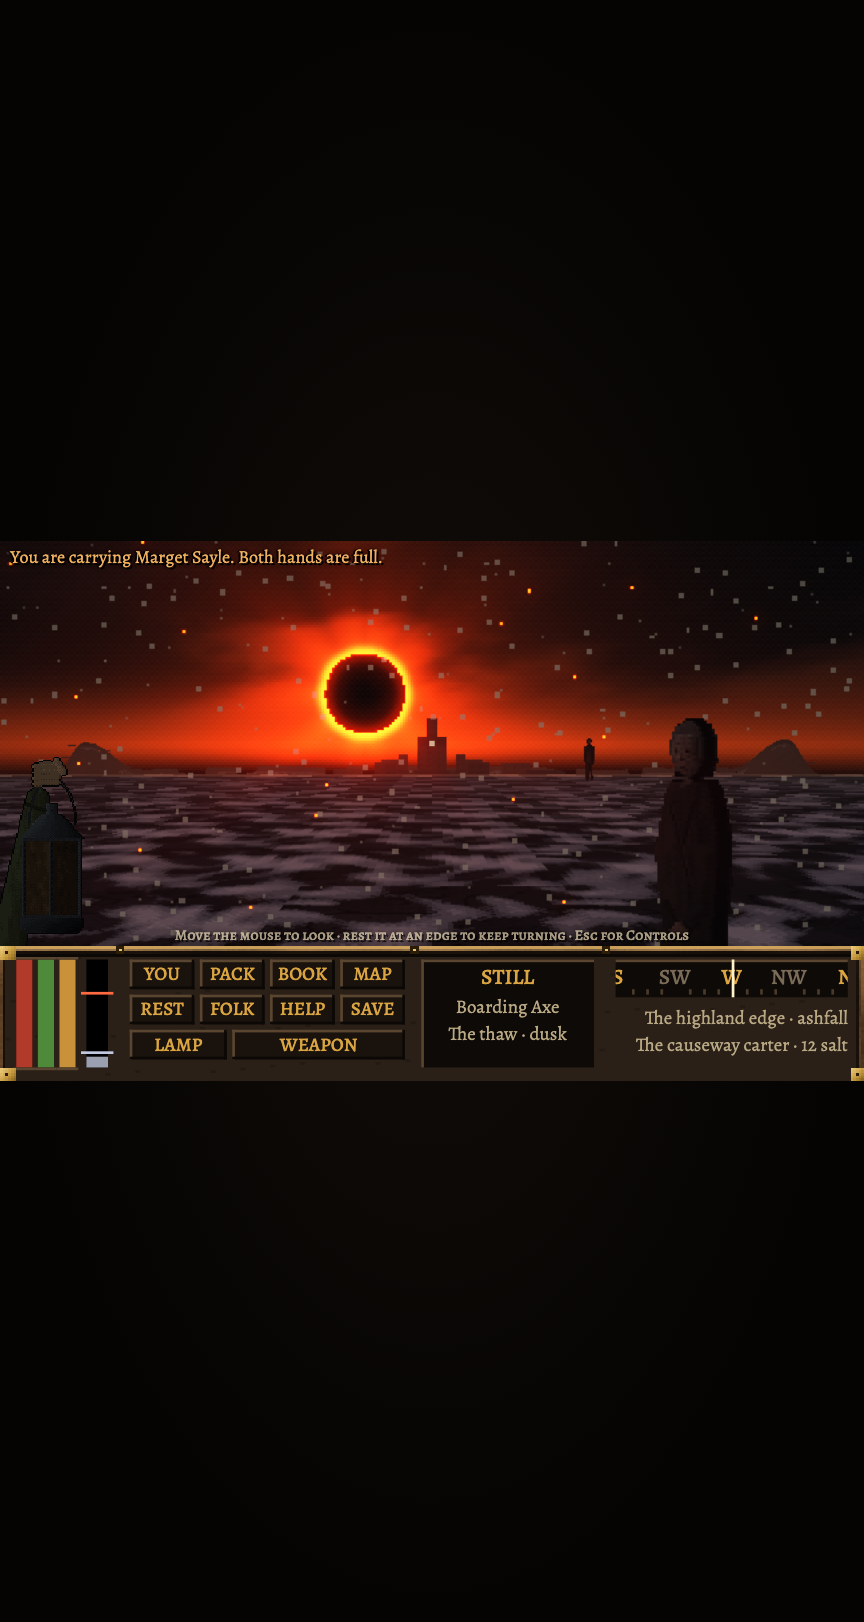 You are carrying Marget Sayle. Both hands are full.
Move the mouse to look · rest it at an edge to keep turning · Esc for Controls
YOU PACK BOOK MAP
REST FOLK HELP SAVE
LAMP WEAPON
STILL
Boarding Axe
The thaw · dusk
S SW W NW N
The highland edge · ashfall
The causeway carter · 12 salt